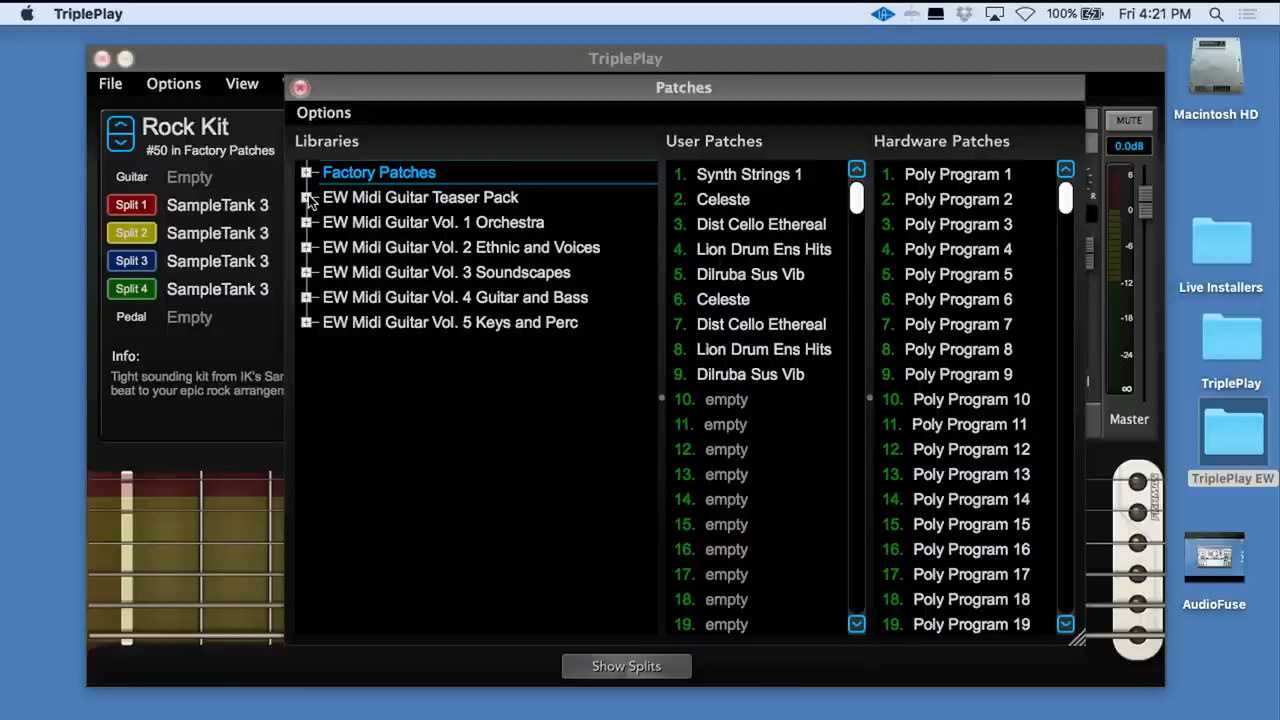 TriplePlay
100%
Fri 4:21 PM
TriplePlay
File
Options
View
Patches
Options
Rock Kit
#50 in Factory Patches
Guitar
Empty
Split 1
SampleTank 3
Split 2
SampleTank 3
Split 3
SampleTank 3
Split 4
SampleTank 3
Pedal
Empty
Info:
Tight sounding kit from IK's Sam
beat to your epic rock arranger
Libraries
Factory Patches
EW Midi Guitar Teaser Pack
EW Midi Guitar Vol. 1 Orchestra
EW Midi Guitar Vol. 2 Ethnic and Voices
EW Midi Guitar Vol. 3 Soundscapes
EW Midi Guitar Vol. 4 Guitar and Bass
EW Midi Guitar Vol. 5 Keys and Perc
User Patches
1. Synth Strings 1
2. Celeste
3. Dist Cello Ethereal
4. Lion Drum Ens Hits
5. Dilruba Sus Vib
6. Celeste
7. Dist Cello Ethereal
8. Lion Drum Ens Hits
9. Dilruba Sus Vib
10. empty
11. empty
12. empty
13. empty
14. empty
15. empty
16. empty
17. empty
18. empty
19. empty
Hardware Patches
1. Poly Program 1
2. Poly Program 2
3. Poly Program 3
4. Poly Program 4
5. Poly Program 5
6. Poly Program 6
7. Poly Program 7
8. Poly Program 8
9. Poly Program 9
10. Poly Program 10
11. Poly Program 11
12. Poly Program 12
13. Poly Program 13
14. Poly Program 14
15. Poly Program 15
16. Poly Program 16
17. Poly Program 17
18. Poly Program 18
19. Poly Program 19
Show Splits
MUTE
0.0dB
6
0
-6
-12
-18
-24
∞
Master
FISHMAN
Macintosh HD
Live Installers
TriplePlay
TriplePlay EW
AudioFuse